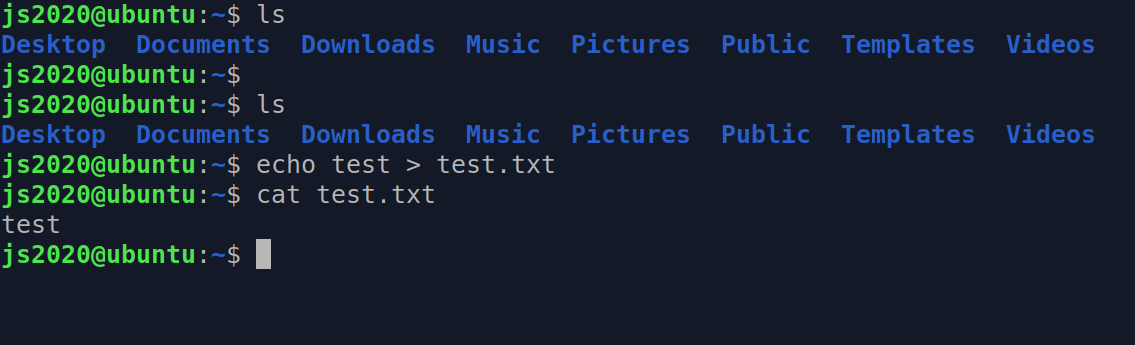 js2020@ubuntu:~$ ls
Desktop  Documents  Downloads  Music  Pictures  Public  Templates  Videos
js2020@ubuntu:~$
js2020@ubuntu:~$ ls
Desktop  Documents  Downloads  Music  Pictures  Public  Templates  Videos
js2020@ubuntu:~$ echo test > test.txt
js2020@ubuntu:~$ cat test.txt
test
js2020@ubuntu:~$